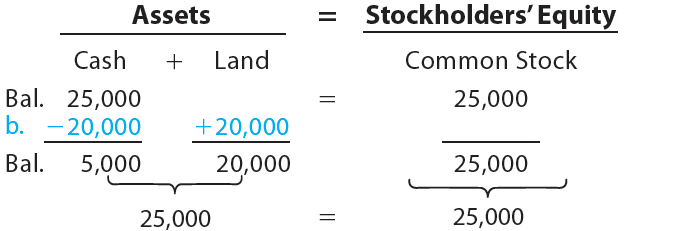 Assets = Stockholders' Equity
Cash + Land Common Stock
Bal. 25,000 = 25,000
b. −20,000 +20,000
Bal. 5,000 20,000 25,000
25,000 = 25,000